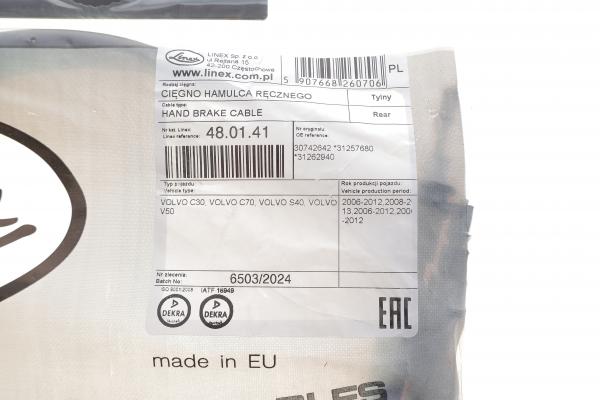 Linex
LINEX Sp. z o.o
ul Rejtana 15
42-200 Częstochowa
www.linex.com.pl
5 907668 260706
PL
Rodzaj cięgna:
CIĘGNO HAMULCA RĘCZNEGO
Tylny
Cable type:
HAND BRAKE CABLE
Rear
Nr kat. Linex:
Linex reference:
48.01.41
Nr oryginału:
OE reference:
30742642 *31257680
*31262940
Typ pojazdu
Vehicle type:
Rok produkcji pojazdu:
Vehicle production period:
VOLVO C30, VOLVO C70, VOLVO S40, VOLVO
V50
2006-2012,2008-2
13,2006-2012,200
-2012
Nr zlecenia:
Batch No:
6503/2024
ISO 9001:2008
IATF 16949
DEKRA
DEKRA
EAC
made in EU
BLES